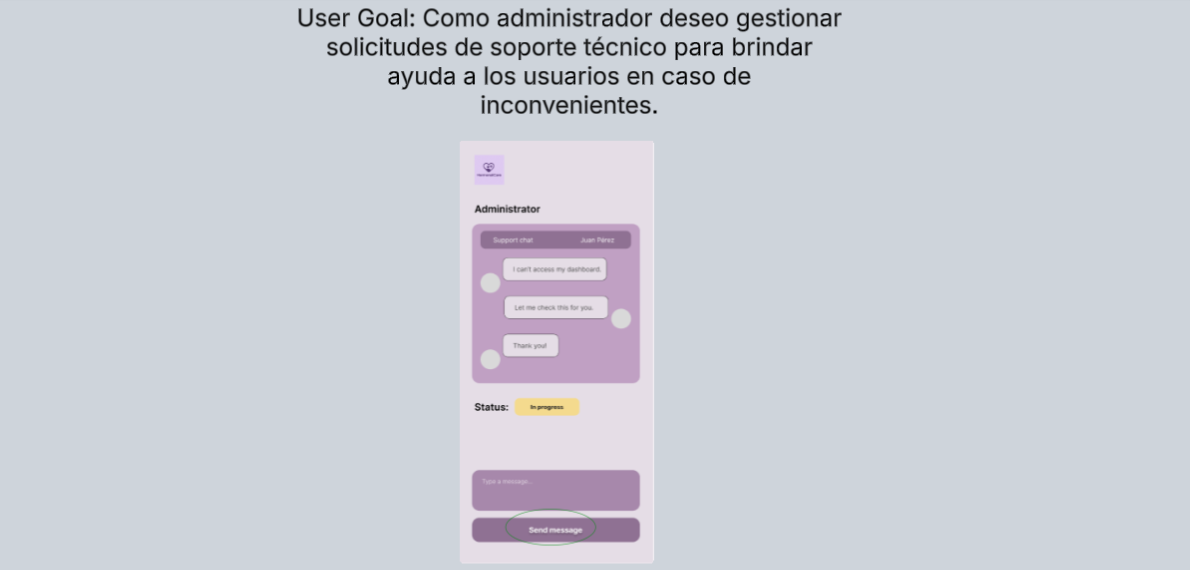 User Goal: Como administrador deseo gestionar
solicitudes de soporte técnico para brindar
ayuda a los usuarios en caso de
inconvenientes.
Administrator
Support chat Juan Pérez
I can't access my dashboard.
Let me check this for you.
Thank you!
Status: In progress
Type a message...
Send message